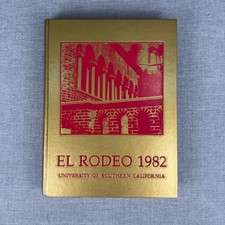 EL RODEO 1982
UNIVERSITY OF SOUTHERN CALIFORNIA